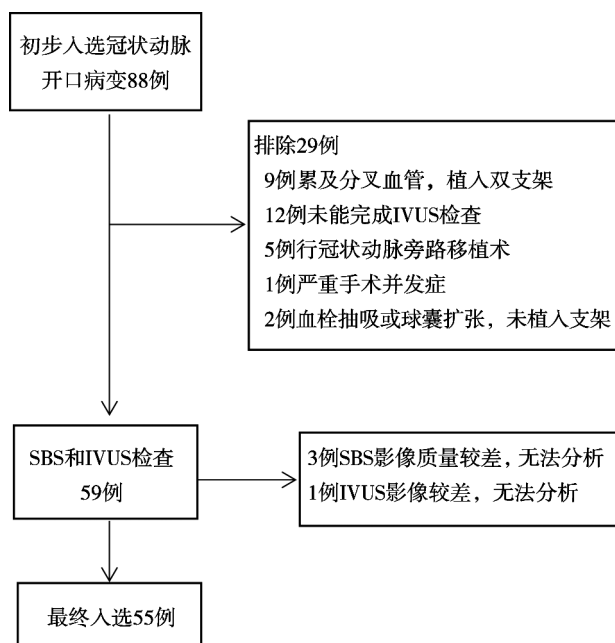 初步入选冠状动脉
开口病变88例
排除29例
9例累及分叉血管，植入双支架
12例未能完成IVUS检查
5例行冠状动脉旁路移植术
1例严重手术并发症
2例血栓抽吸或球囊扩张，未植入支架
SBS和IVUS检查
59例
3例SBS影像质量较差，无法分析
1例IVUS影像较差，无法分析
最终入选55例